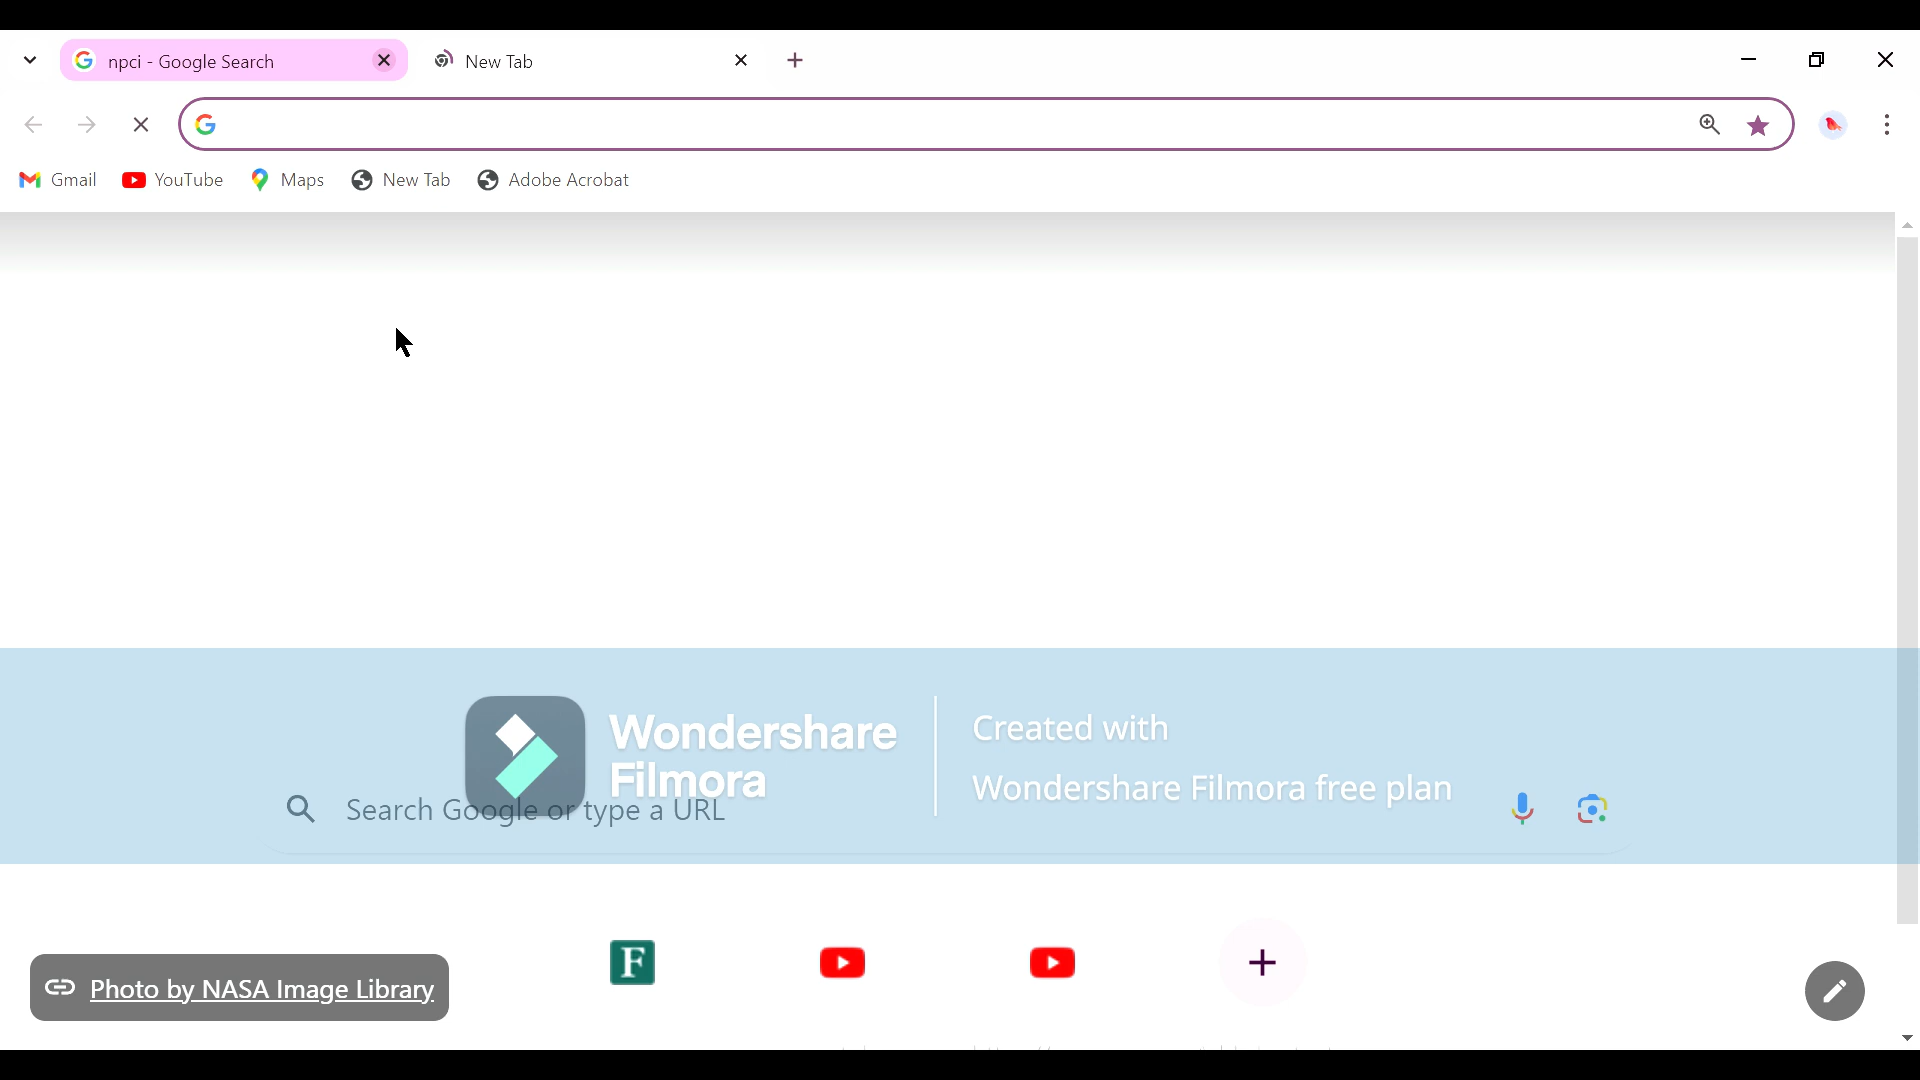 npci - Google Search
New Tab
Gmail
YouTube
Maps
New Tab
Adobe Acrobat
Wondershare
Filmora
Created with
Wondershare Filmora free plan
Search Google or type a URL
F
Photo by NASA Image Library